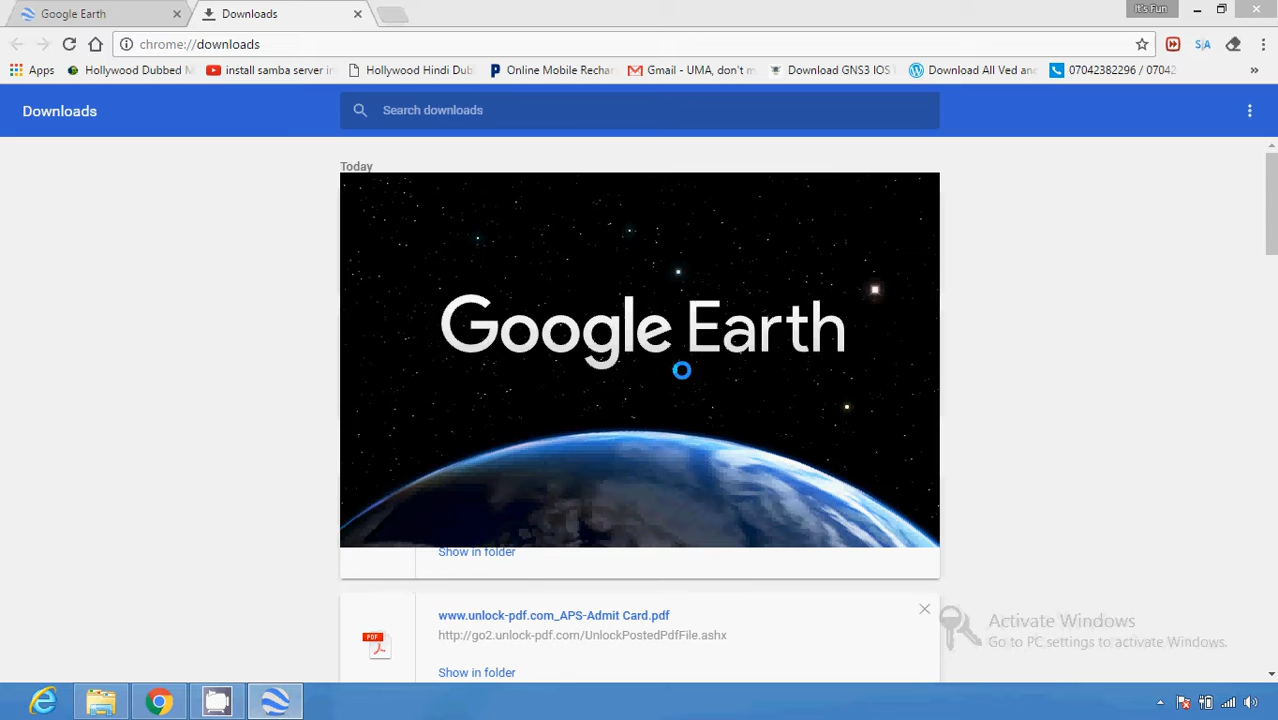 Google Earth
Downloads
It's Fun
chrome://downloads
S/A
Apps
Hollywood Dubbed M
install samba server in
Hollywood Hindi Dub
Online Mobile Rechar
Gmail - UMA, don't m
Download GNS3 IOS
Download All Ved and
07042382296 / 07042
»
Downloads
Search downloads
Today
Google Earth
Show in folder
www.unlock-pdf.com_APS-Admit Card.pdf
http://go2.unlock-pdf.com/UnlockPostedPdfFile.ashx
PDF
Show in folder
Activate Windows
Go to PC settings to activate Windows.